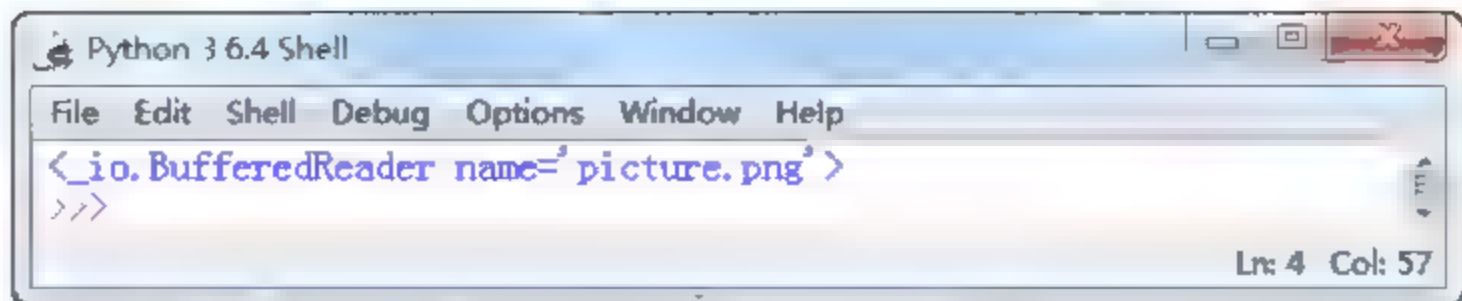 Python 3.6.4 Shell
File Edit Shell Debug Options Window Help
<_io.BufferedReader name='picture.png'>
>>>
Ln: 4 Col: 57